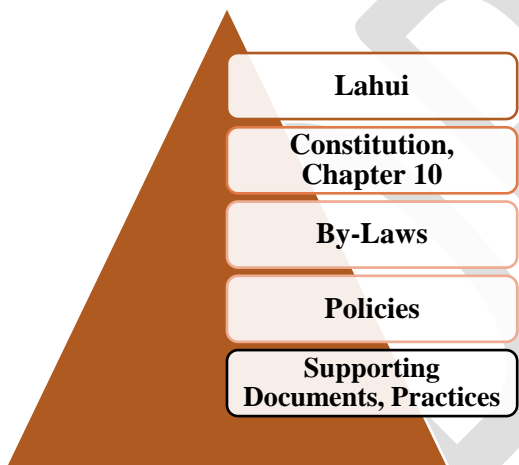 Lahui
Constitution,
Chapter 10
By-Laws
Policies
Supporting
Documents, Practices